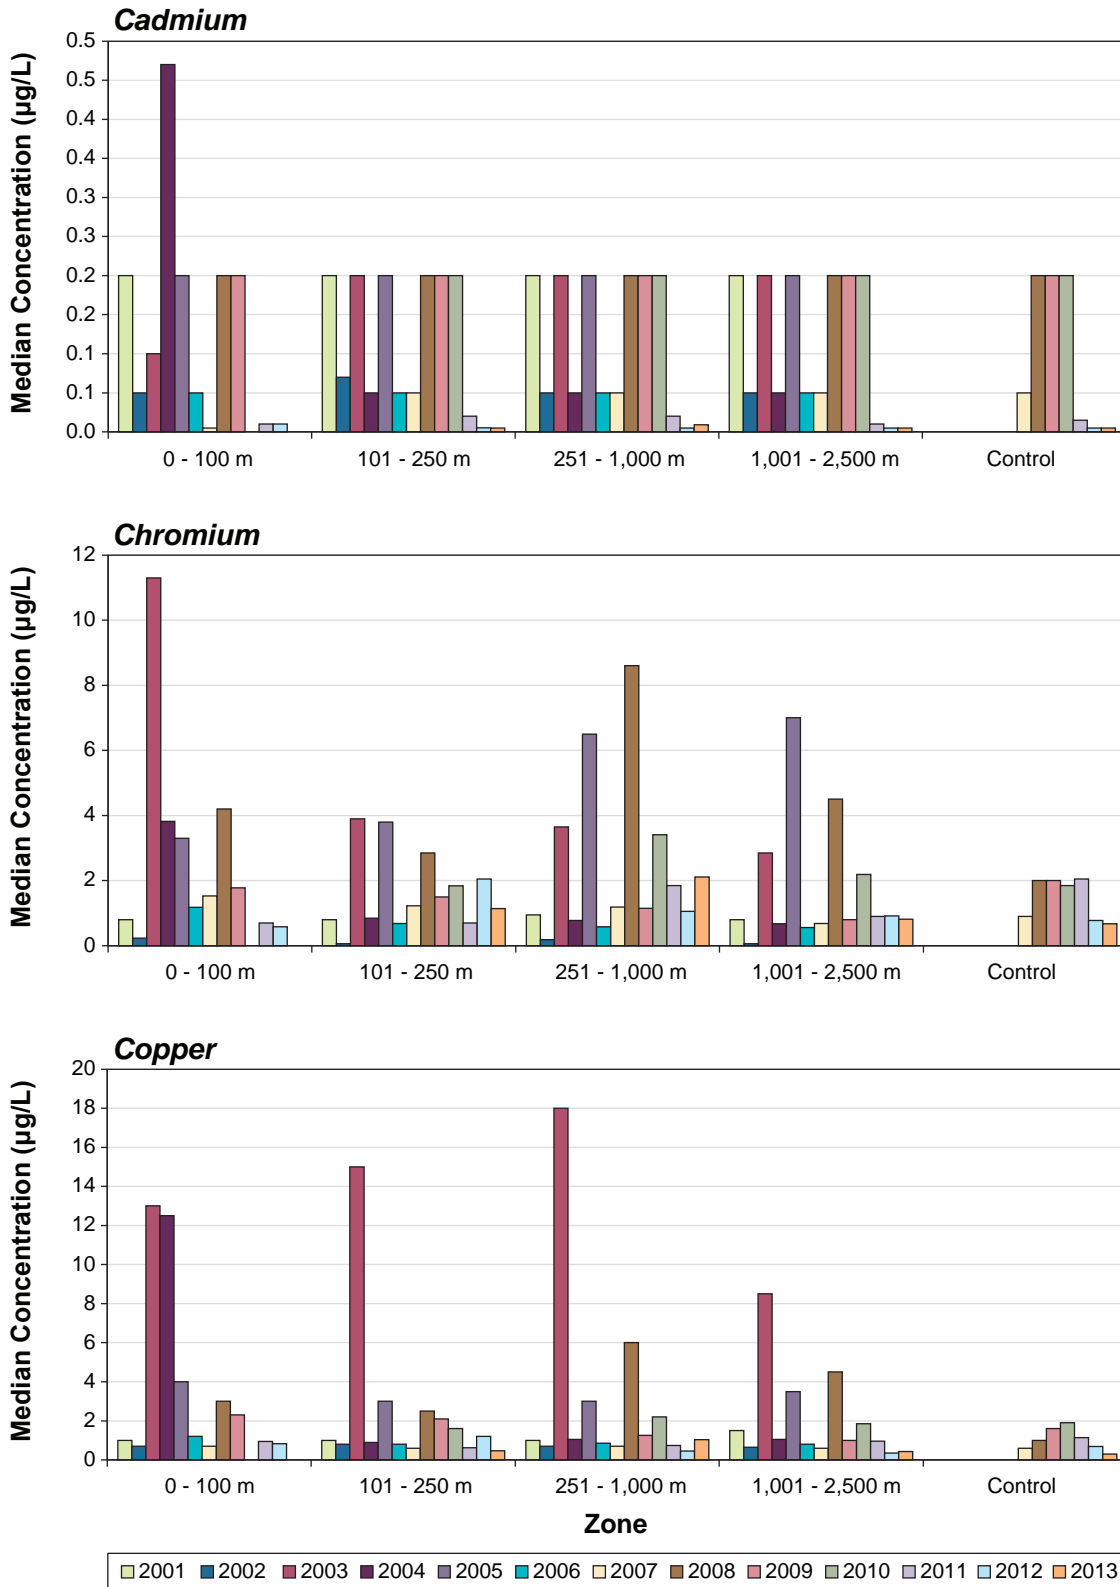 Cadmium
Median Concentration (µg/L)
0.5
0.5
0.4
0.4
0.3
0.3
0.2
0.2
0.1
0.1
0.0
0 - 100 m 101 - 250 m 251 - 1,000 m 1,001 - 2,500 m Control
Chromium
Median Concentration (µg/L)
12
10
8
6
4
2
0
0 - 100 m 101 - 250 m 251 - 1,000 m 1,001 - 2,500 m Control
Copper
Median Concentration (µg/L)
20
18
16
14
12
10
8
6
4
2
0
0 - 100 m 101 - 250 m 251 - 1,000 m 1,001 - 2,500 m Control
Zone
2001 2002 2003 2004 2005 2006 2007 2008 2009 2010 2011 2012 2013